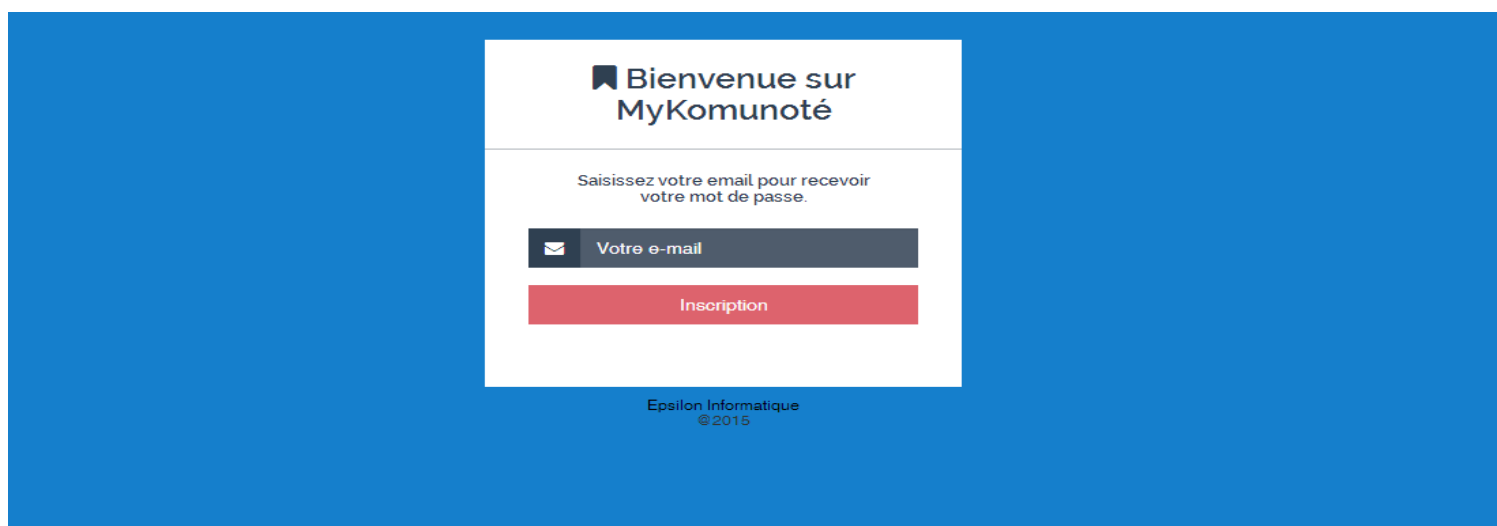 Bienvenue sur
MyKomunoté
Saisissez votre email pour recevoir
votre mot de passe.
Votre e-mail
Inscription
Epsilon Informatique
©2015